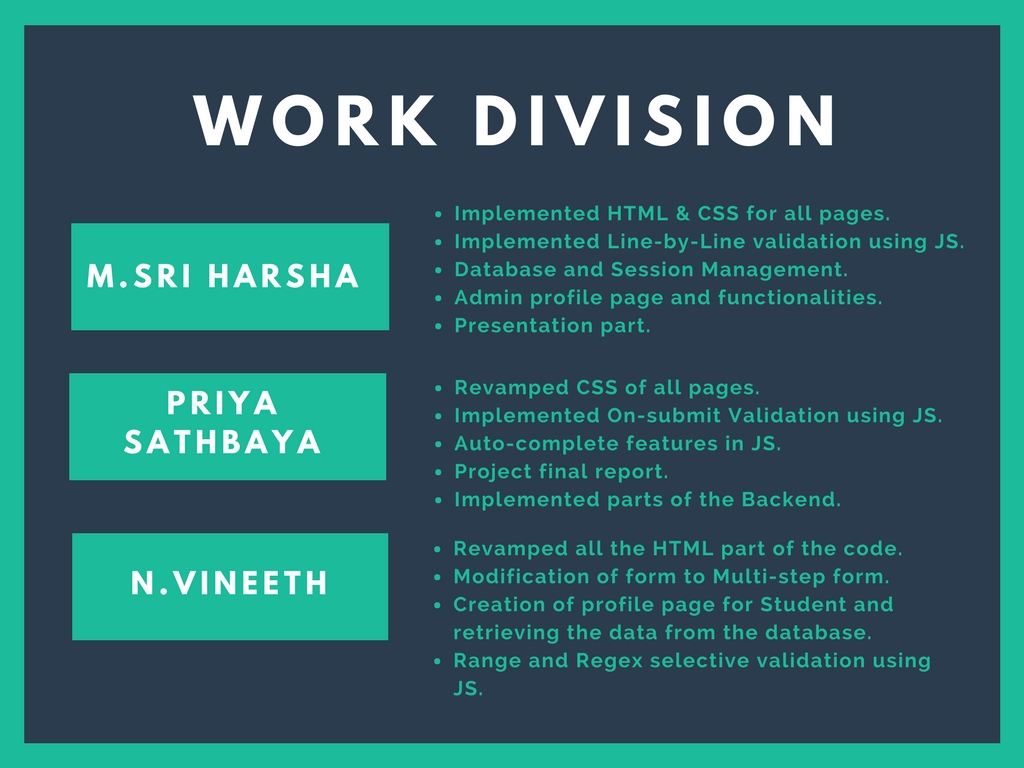 WORK DIVISION
M.SRI HARSHA
• Implemented HTML & CSS for all pages.
• Implemented Line-by-Line validation using JS.
• Database and Session Management.
• Admin profile page and functionalities.
• Presentation part.
PRIYA
SATHBAYA
• Revamped CSS of all pages.
• Implemented On-submit Validation using JS.
• Auto-complete features in JS.
• Project final report.
• Implemented parts of the Backend.
N.VINEETH
• Revamped all the HTML part of the code.
• Modification of form to Multi-step form.
• Creation of profile page for Student and
retrieving the data from the database.
• Range and Regex selective validation using
JS.